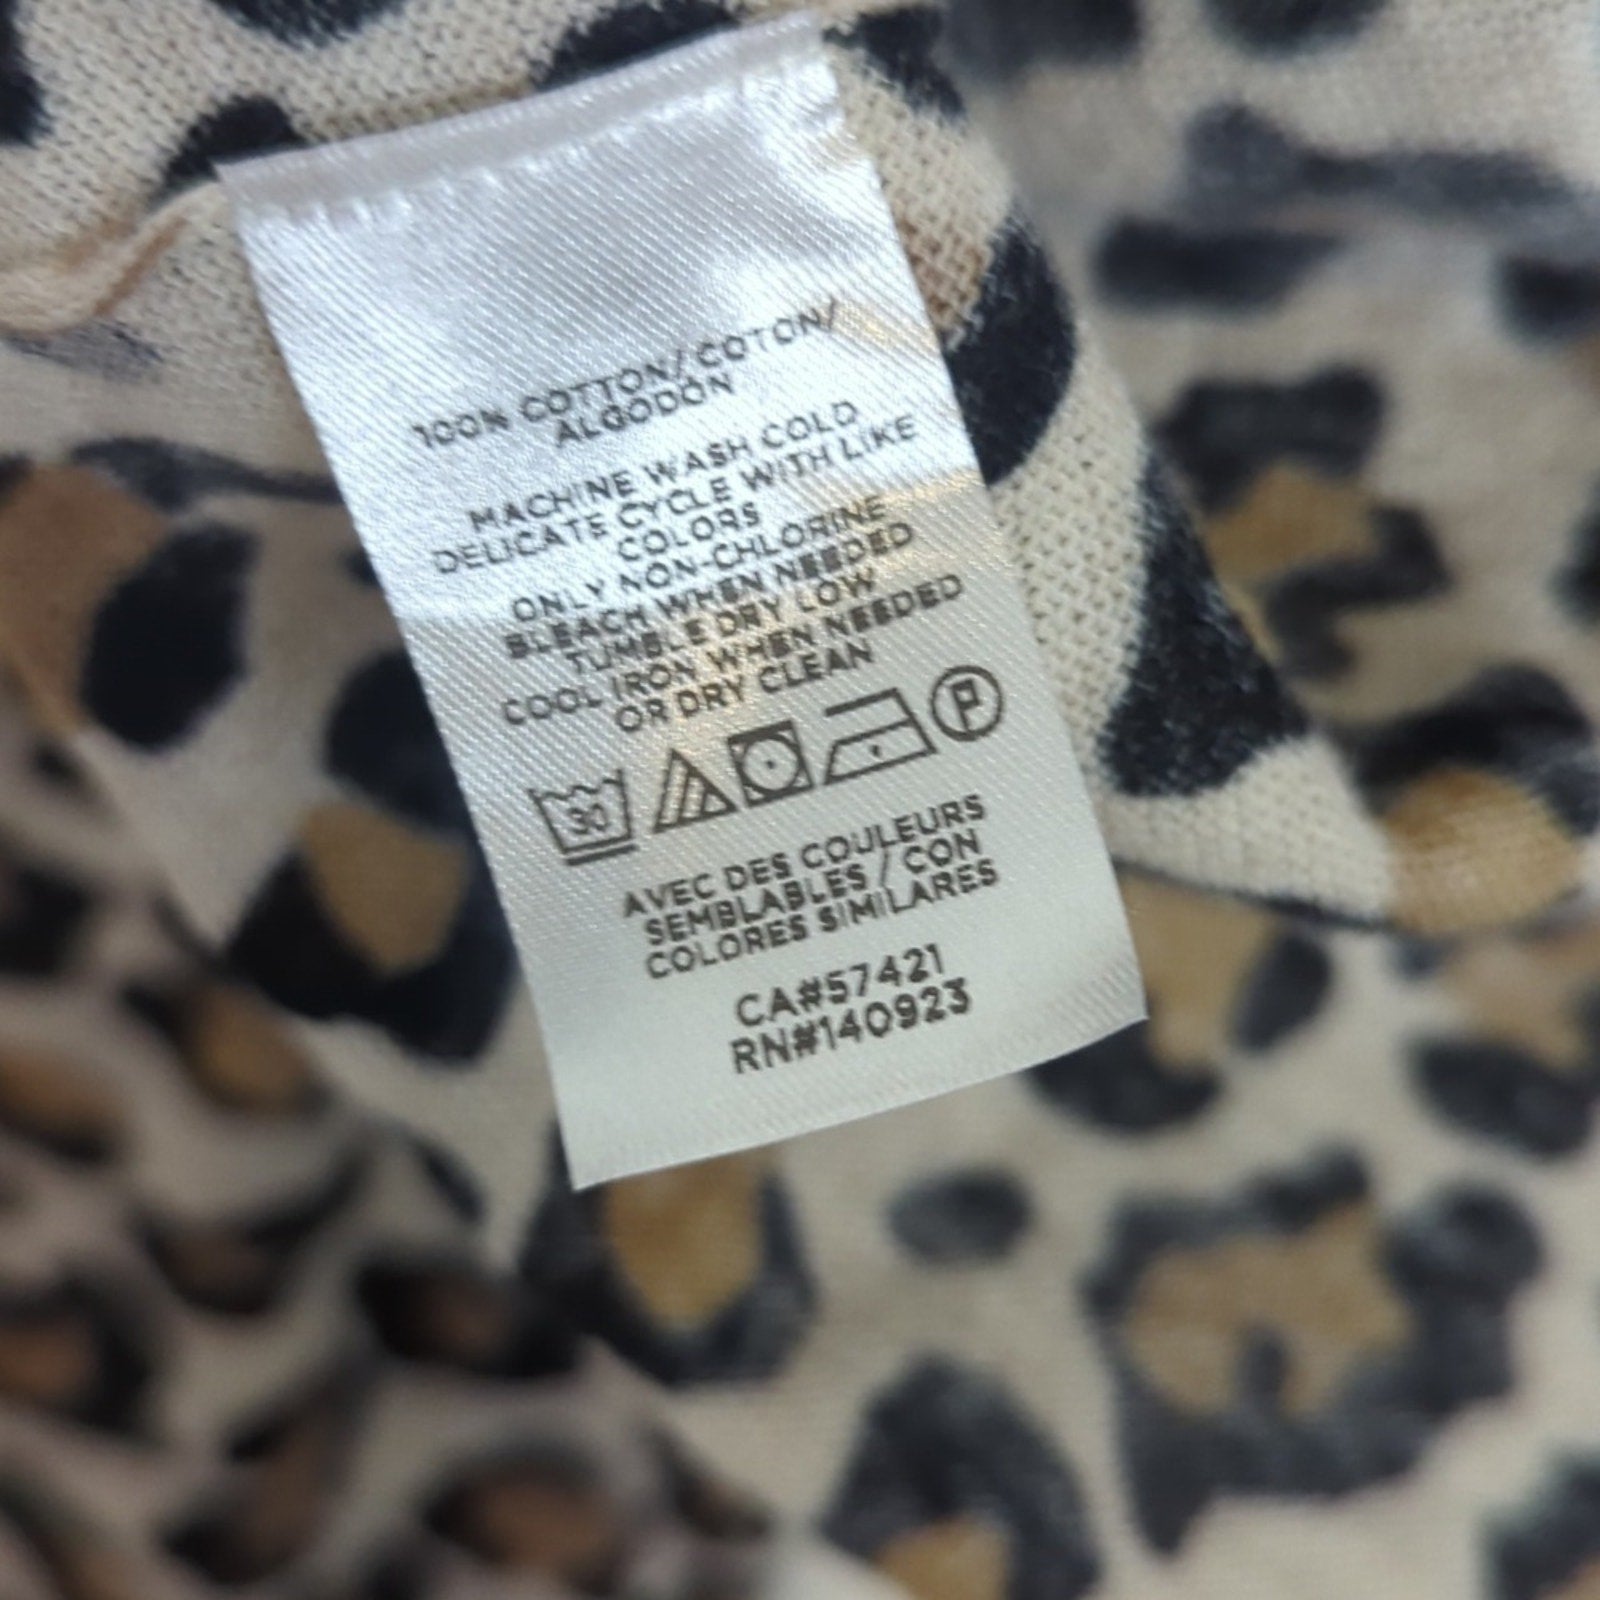 100% COTTON/COTON/
ALGODÓN
MACHINE WASH COLD
DELICATE CYCLE WITH LIKE
COLORS
ONLY NON-CHLORINE
BLEACH WHEN NEEDED
TUMBLE DRY LOW
COOL IRON WHEN NEEDED
OR DRY CLEAN
30 P
AVEC DES COULEURS
SEMBLABLES / CON
COLORES SIMILARES
CA#57421
RN#140923